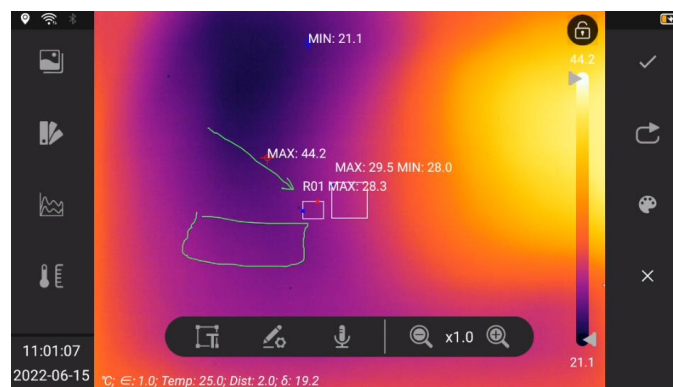 MIN: 21.1
44.2
MAX: 44.2
MAX: 29.5 MIN: 28.0
R01 MAX: 28.3
x1.0
11:01:07
2022-06-15
21.1
℃; ∈: 1.0; Temp: 25.0; Dist: 2.0; δ: 19.2